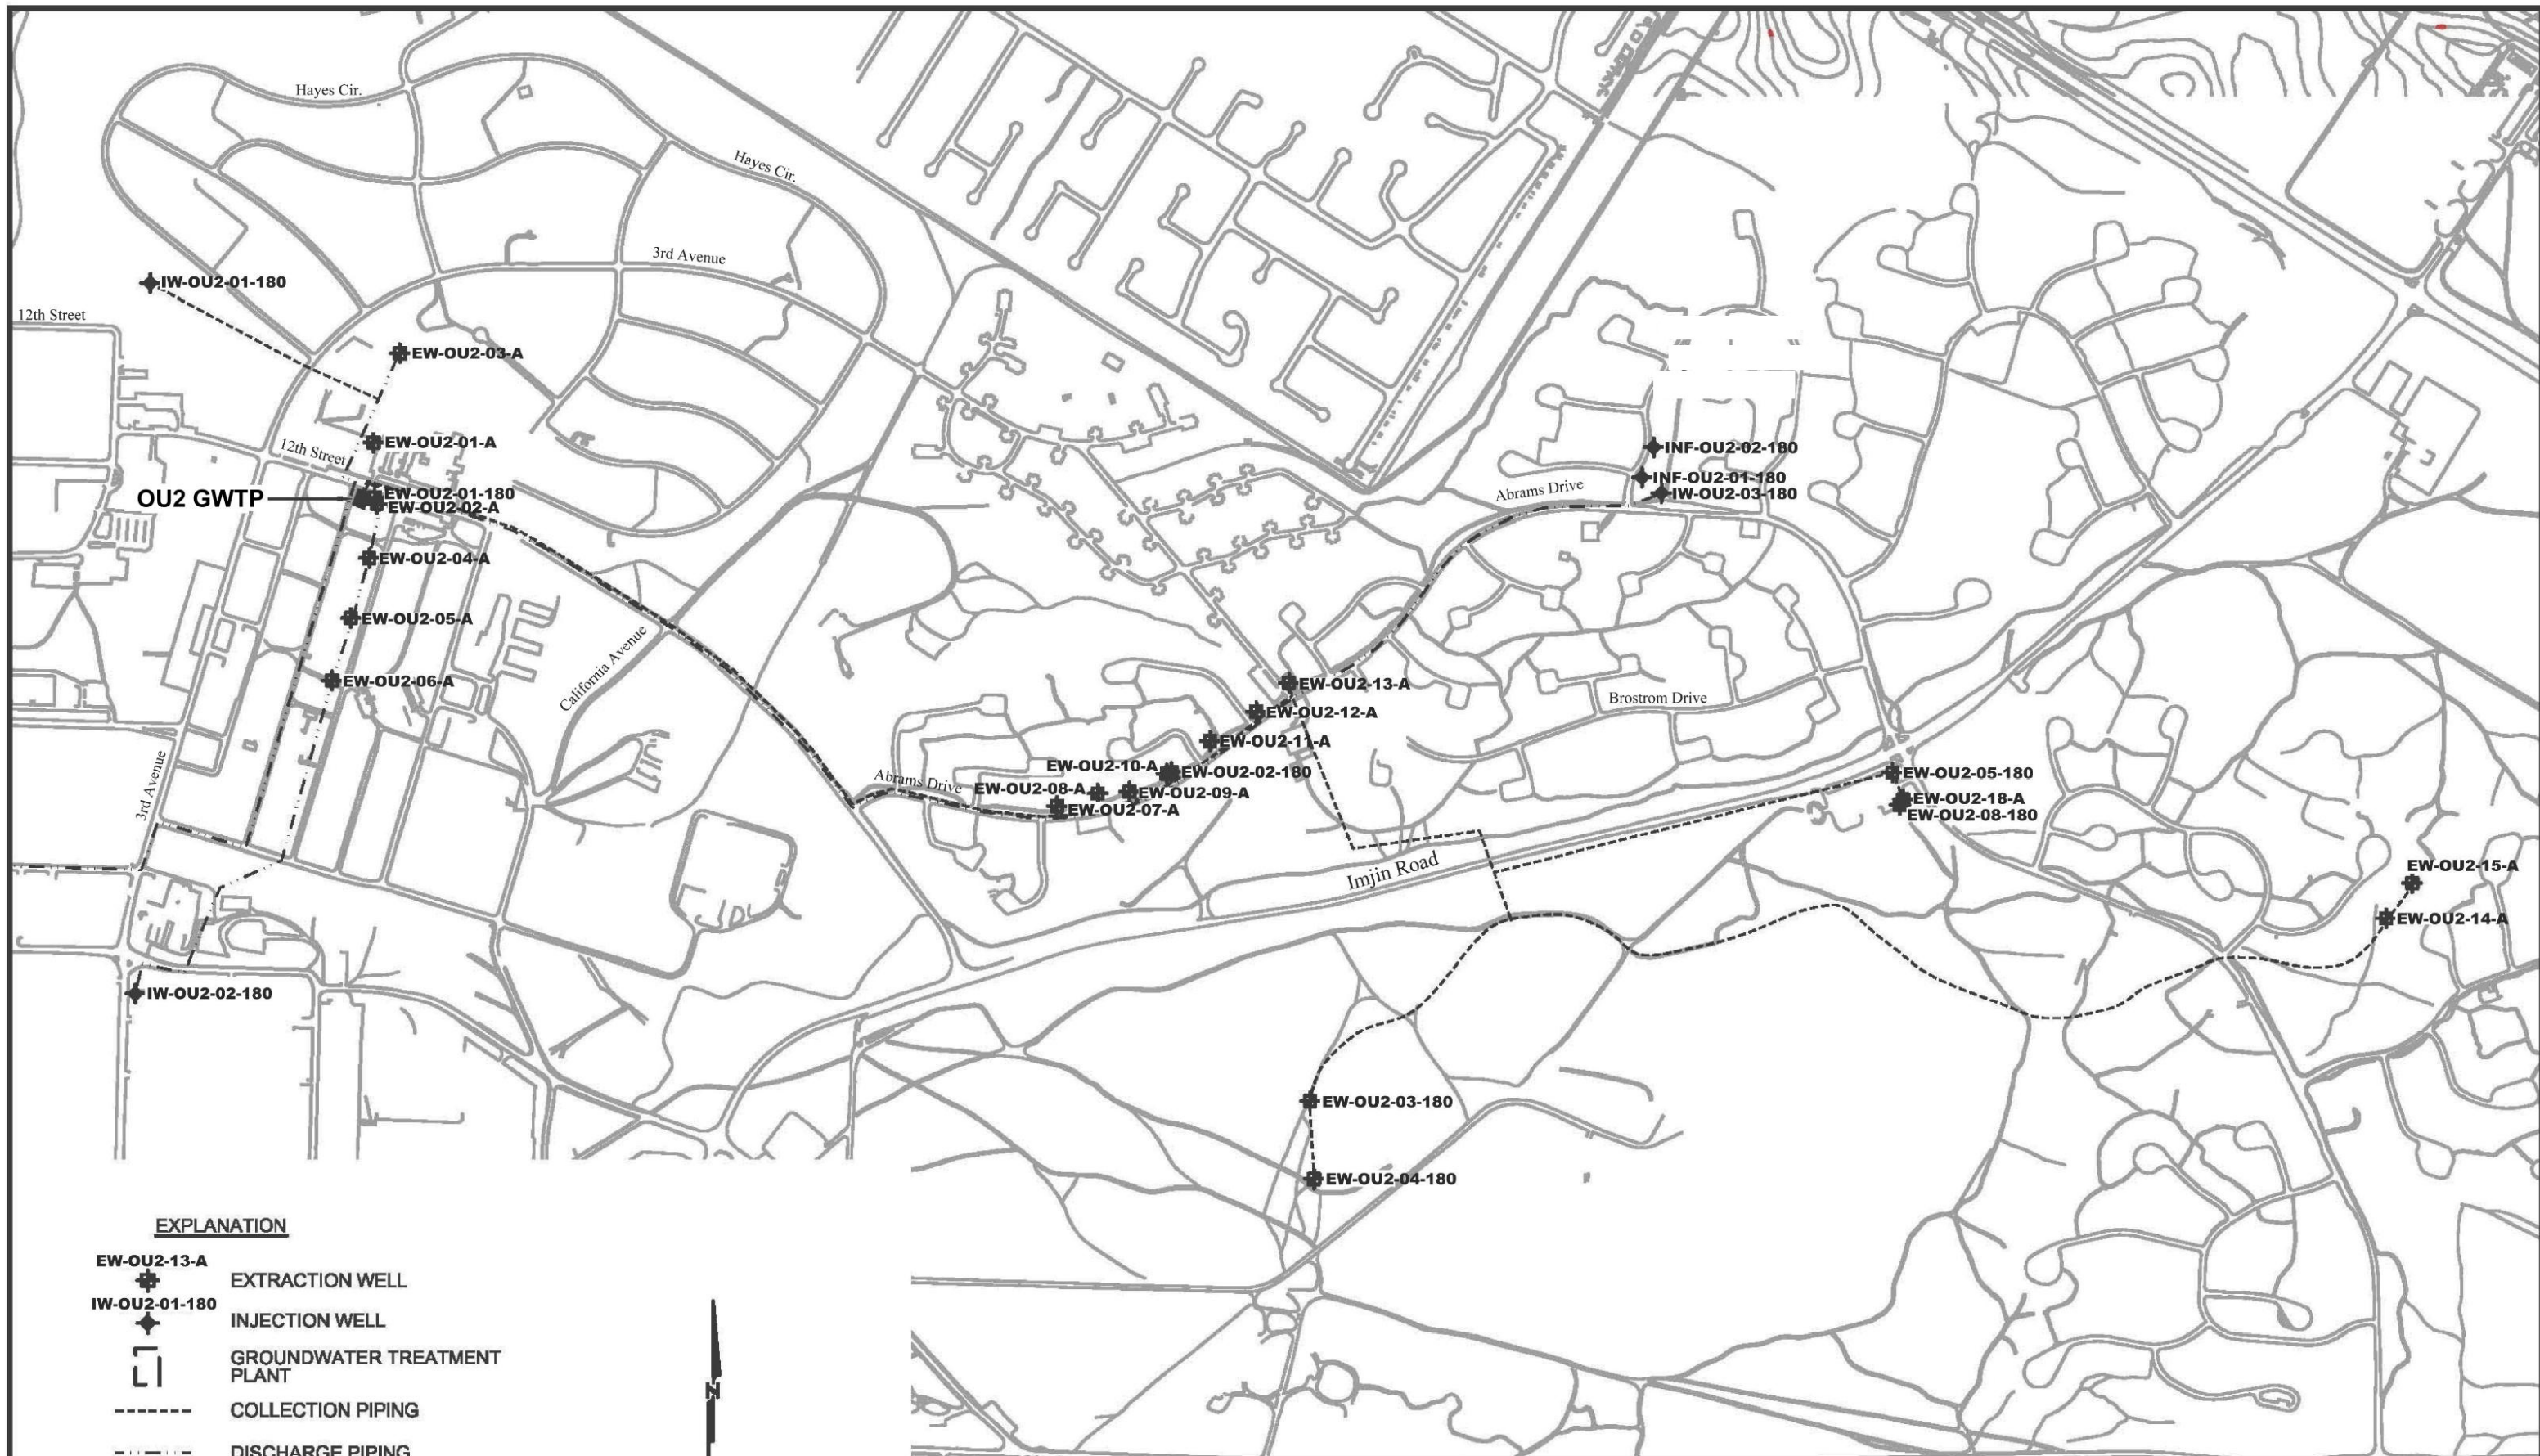 Hayes Cir.
Hayes Cir.
3rd Avenue
IW-OU2-01-180
12th Street
EW-OU2-03-A
EW-OU2-01-A
12th Street
INF-OU2-02-180
INF-OU2-01-180
IW-OU2-03-180
Abrams Drive
OU2 GWTP
EW-OU2-01-180
EW-OU2-02-A
EW-OU2-04-A
EW-OU2-05-A
EW-OU2-06-A
California Avenue
EW-OU2-13-A
Brostrom Drive
EW-OU2-12-A
EW-OU2-11-A
EW-OU2-10-A
EW-OU2-02-180
EW-OU2-05-180
3rd Avenue
Abrams Drive
EW-OU2-08-A
EW-OU2-09-A
EW-OU2-07-A
EW-OU2-18-A
EW-OU2-08-180
Imjin Road
EW-OU2-15-A
EW-OU2-14-A
IW-OU2-02-180
EW-OU2-03-180
EW-OU2-04-180
EXPLANATION
EW-OU2-13-A
EXTRACTION WELL
IW-OU2-01-180
INJECTION WELL
GROUNDWATER TREATMENT
PLANT
COLLECTION PIPING
DISCHARGE PIPING
N